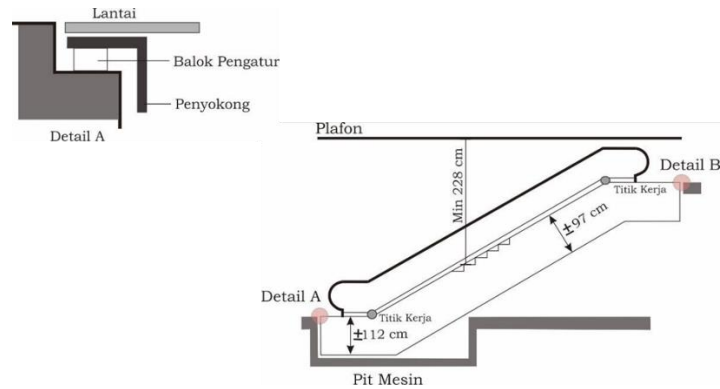 Lantai
Balok Pengatur
Penyokong
Detail A
Plafon
Min 228 cm
Detail B
Titik Kerja
±97 cm
Detail A
Titik Kerja
±112 cm
Pit Mesin